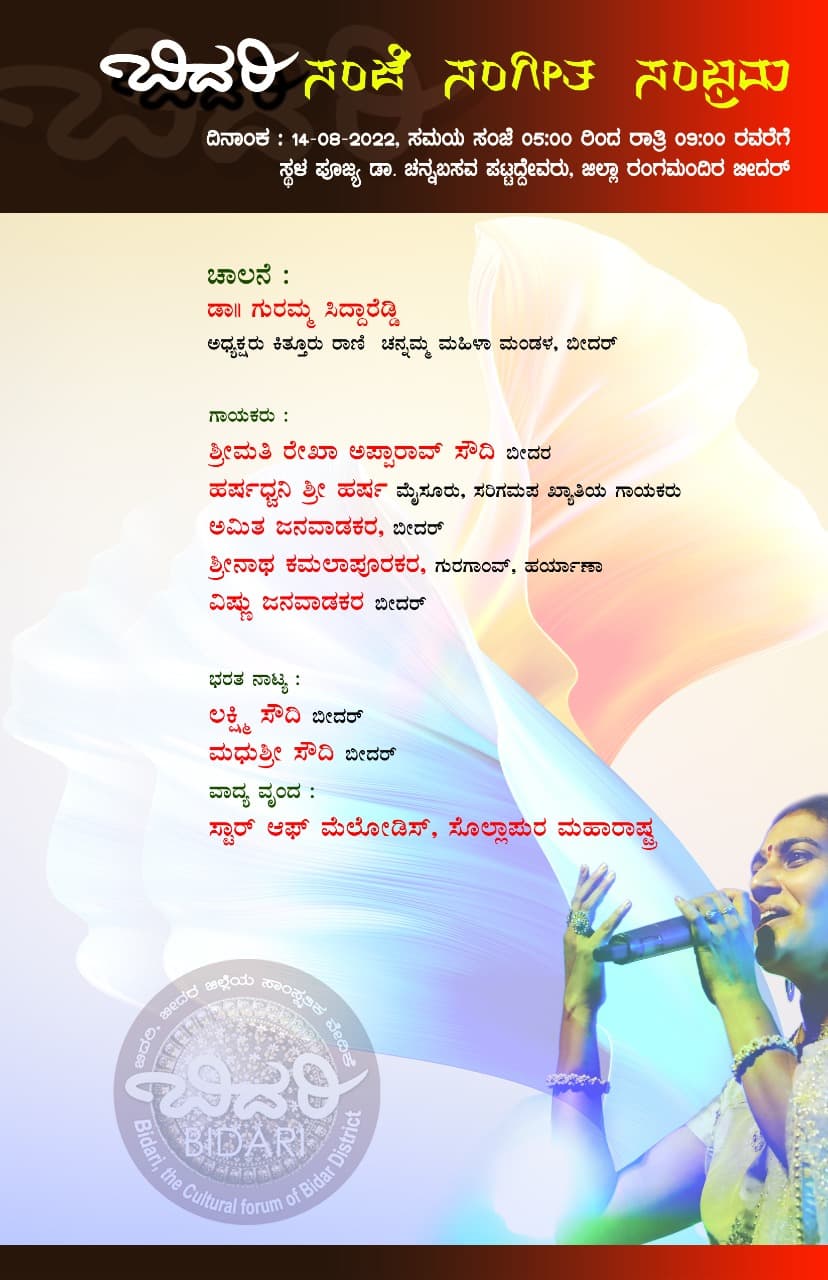 ಬಿದರಿ ಸಂಜೆ ಸಂಗೀತ ಸಂಭ್ರಮ
ದಿನಾಂಕ : 14-08-2022, ಸಮಯ ಸಂಜೆ 05:00 ರಿಂದ ರಾತ್ರಿ 09:00 ರವರೆಗೆ
ಸ್ಥಳ ಪೂಜ್ಯ ಡಾ. ಚನ್ನಬಸವ ಪಟ್ಟದ್ದೇವರು, ಜಿಲ್ಲಾ ರಂಗಮಂದಿರ ಬೀದರ್
ಚಾಲನೆ :
ಡಾ॥ ಗುರಮ್ಮ ಸಿದ್ದಾರೆಡ್ಡಿ
ಅಧ್ಯಕ್ಷರು ಕಿತ್ತೂರು ರಾಣಿ ಚನ್ನಮ್ಮ ಮಹಿಳಾ ಮಂಡಳ, ಬೀದರ್
ಗಾಯಕರು :
ಶ್ರೀಮತಿ ರೇಖಾ ಅಪ್ಪಾರಾವ್ ಸೌದಿ ಬೀದರ
ಹರ್ಷಧ್ವನಿ ಶ್ರೀ ಹರ್ಷ ಮೈಸೂರು, ಸರಿಗಮಪ ಖ್ಯಾತಿಯ ಗಾಯಕರು
ಅಮಿತ ಜನವಾಡಕರ, ಬೀದರ್
ಶ್ರೀನಾಥ ಕಮಲಾಪೂರಕರ, ಗುರಗಾಂವ್, ಹರ್ಯಾಣಾ
ವಿಷ್ಣು ಜನವಾಡಕರ ಬೀದರ್
ಭರತ ನಾಟ್ಯ :
ಲಕ್ಷ್ಮಿ ಸೌದಿ ಬೀದರ್
ಮಧುಶ್ರೀ ಸೌದಿ ಬೀದರ್
ವಾದ್ಯ ವೃಂದ :
ಸ್ಟಾರ್ ಆಫ್ ಮೆಲೋಡಿಸ್, ಸೊಲ್ಲಾಪುರ ಮಹಾರಾಷ್ಟ್ರ
ಬಿದರಿ, ಬೀದರ ಜಿಲ್ಲೆಯ ಸಾಂಸ್ಕೃತಿಕ ವೇದಿಕೆ
ಬಿದರಿ
BIDARI
Bidari, the Cultural forum of Bidar District